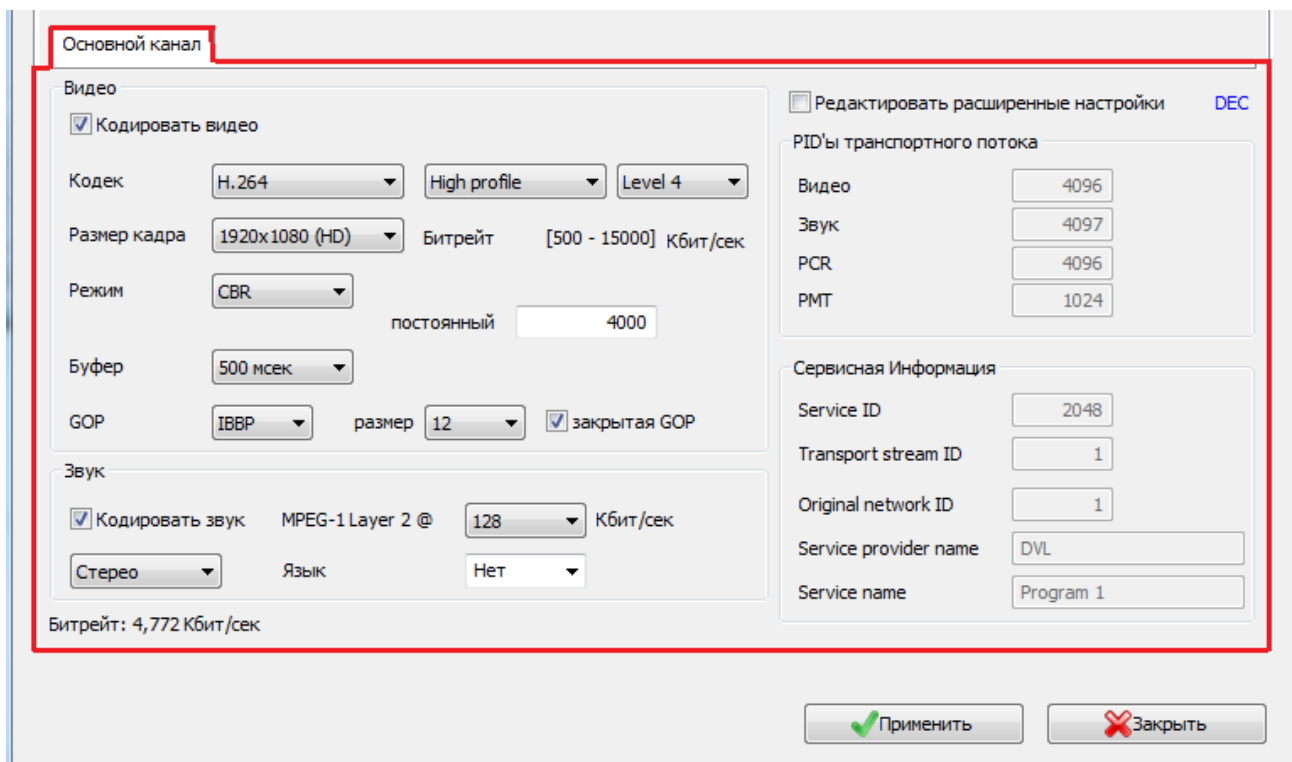 Основной канал
Видео
Кодировать видео
Кодек H.264 High profile Level 4
Размер кадра 1920x1080 (HD) Битрейт [500 - 15000] Кбит/сек
Режим CBR
постоянный 4000
Буфер 500 мсек
GOP IBBP размер 12 закрытая GOP
Звук
Кодировать звук MPEG-1 Layer 2 @ 128 Кбит/сек
Стерео Язык Нет
Битрейт: 4,772 Кбит/сек
Редактировать расширенные настройки DEC
PID'ы транспортного потока
Видео 4096
Звук 4097
PCR 4096
PMT 1024
Сервисная Информация
Service ID 2048
Transport stream ID 1
Original network ID 1
Service provider name DVL
Service name Program 1
Применить Закрыть